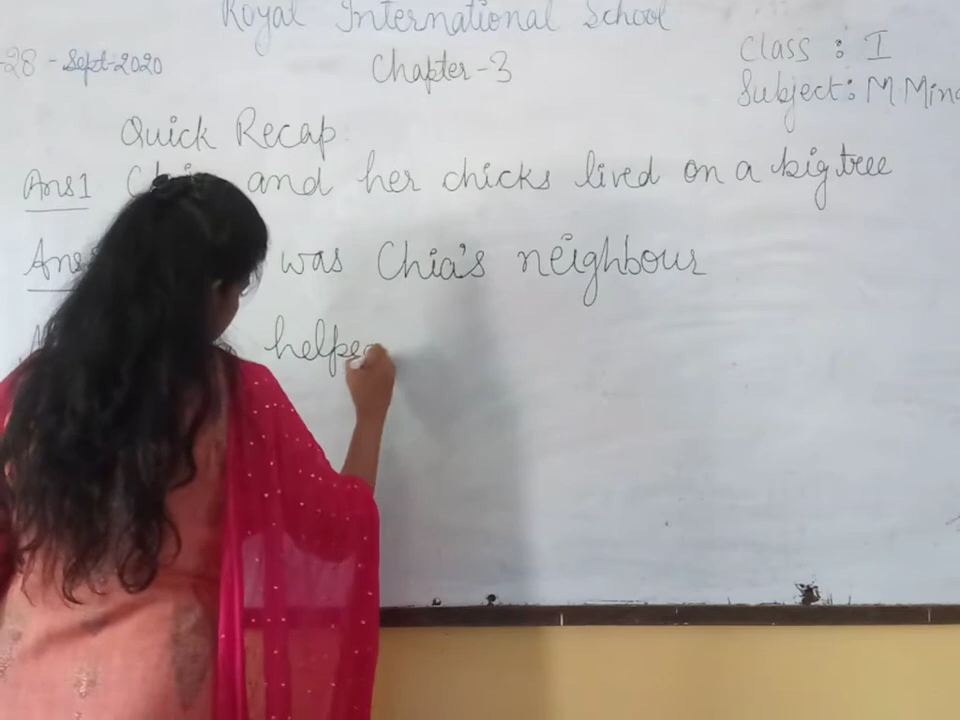 Royal International School
28 - Sept-2020
Chapter-3
Class : I
Subject: M
Quick Recap
Ans1 and her chicks lived on a big tree
Ans was Chia's neighbour
helpe